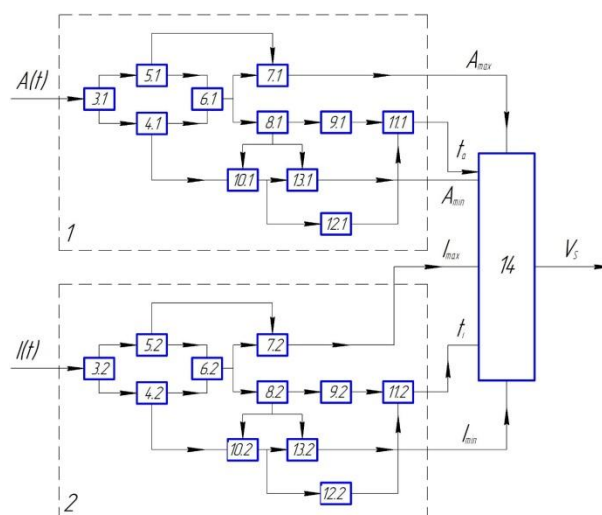 A(t)
3.1
5.1
4.1
6.1
7.1
8.1
9.1
11.1
10.1
13.1
12.1
1
A_max
t_a
A_min
I(t)
3.2
5.2
4.2
6.2
7.2
8.2
9.2
11.2
10.2
13.2
12.2
2
I_max
t_i
I_min
14
V_S